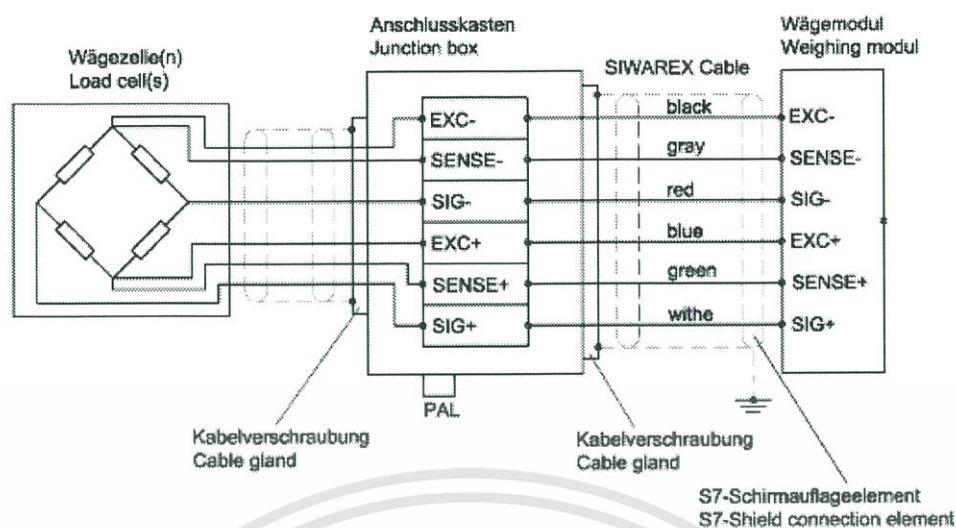 Wägezelle(n)
Load cell(s)
Anschlusskasten
Junction box
SIWAREX Cable
Wägemodul
Weighing modul
EXC-
SENSE-
SIG-
EXC+
SENSE+
SIG+
black
gray
red
blue
green
withe
EXC-
SENSE-
SIG-
EXC+
SENSE+
SIG+
PAL
Kabelverschraubung
Cable gland
Kabelverschraubung
Cable gland
S7-Schirmauflageelement
S7-Shield connection element